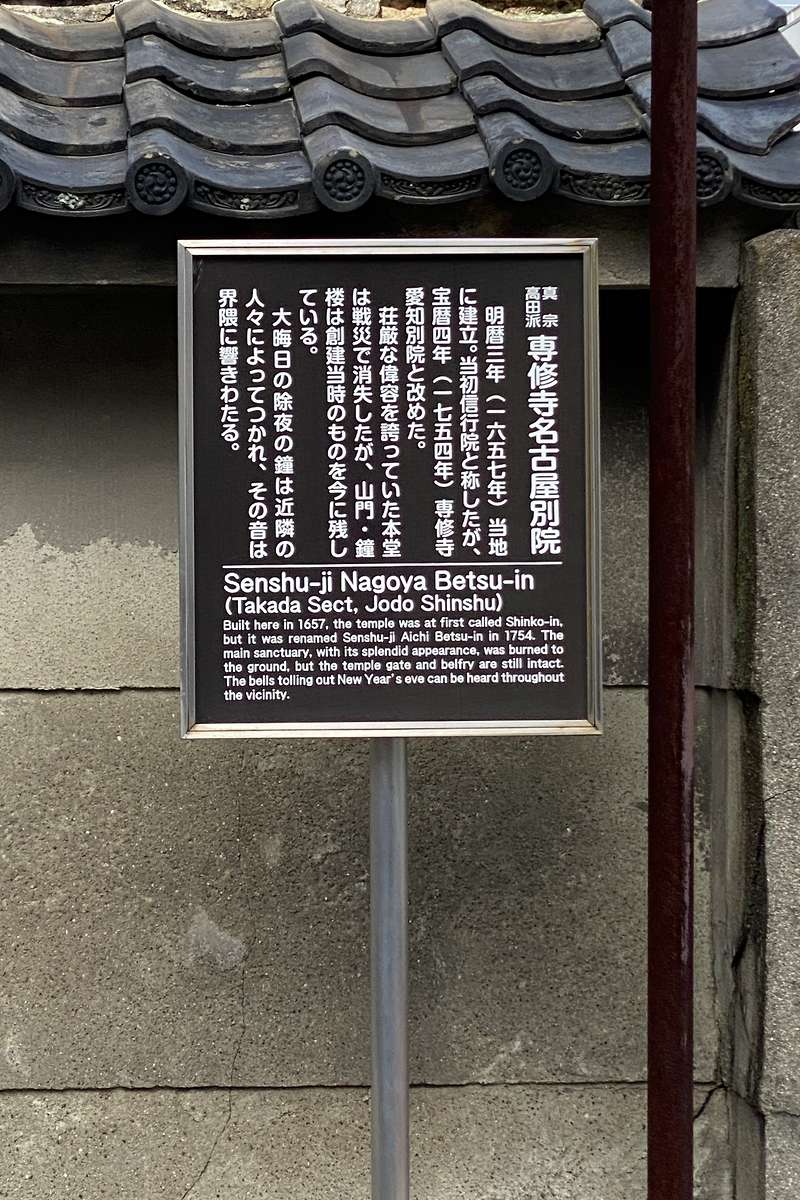 真宗
高田派
専修寺名古屋別院
明暦三年（一六五七年）当地
に建立。当初信行院と称したが、
宝暦四年（一七五四年）専修寺
愛知別院と改めた。
荘厳な偉容を誇っていた本堂
は戦災で消失したが、山門・鐘
楼は創建当時のものを今に残し
ている。
大晦日の除夜の鐘は近隣の
人々によってつかれ、その音は
界隈に響きわたる。
Senshu-ji Nagoya Betsu-in
(Takada Sect, Jodo Shinshu)
Built here in 1657, the temple was at first called Shinko-in,
but it was renamed Senshu-ji Aichi Betsu-in in 1754. The
main sanctuary, with its splendid appearance, was burned to
the ground, but the temple gate and belfry are still intact.
The bells tolling out New Year's eve can be heard throughout
the vicinity.